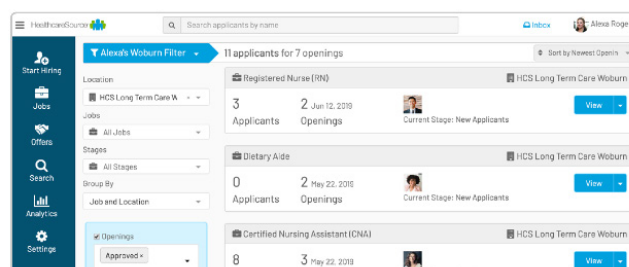 HealthcareSource
Search applicants by name
Inbox
Alexa Roge
Start Hiring
Jobs
Offers
Search
Analytics
Settings
Alexa's Woburn Filter
Location
HCS Long Term Care W
Jobs
All Jobs
Stages
All Stages
Group By
Job and Location
Openings
Approved ×
11 applicants for 7 openings
Sort by Newest Openin
Registered Nurse (RN)
HCS Long Term Care Woburn
3 2 Jun 12, 2019
Applicants Openings
Current Stage: New Applicants
View
Dietary Aide
HCS Long Term Care Woburn
0 2 May 22, 2019
Applicants Openings
Current Stage: New Applicants
View
Certified Nursing Assistant (CNA)
HCS Long Term Care Woburn
8 3 May 22, 2019
View